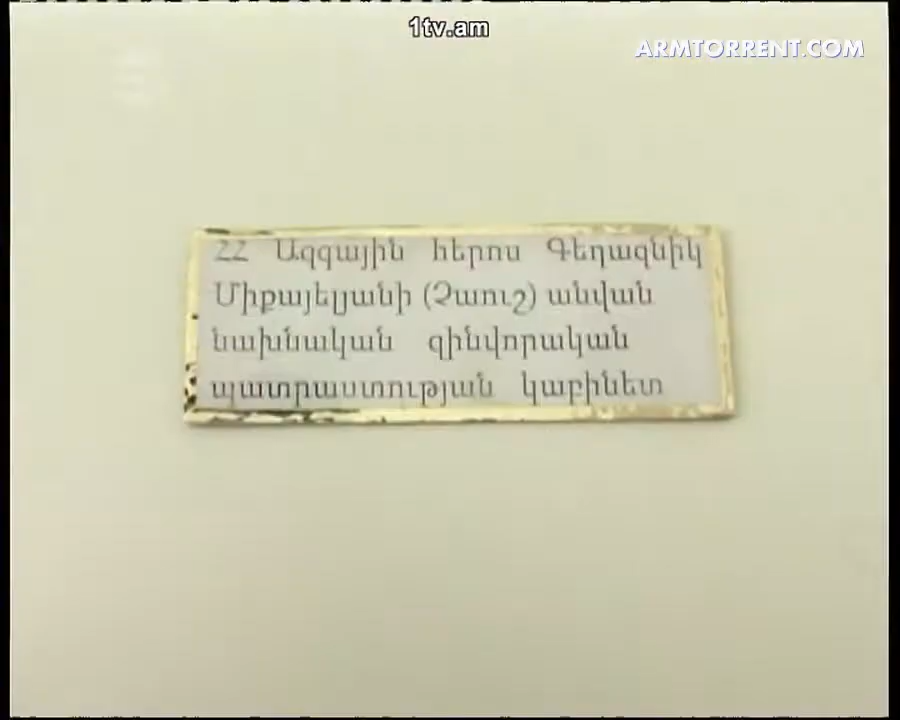 1tv.am
ARMTORRENT.COM
ՀՀ Ազգային հերոս Գեղազնիկ
Միքայելյանի (Չաուշ) անվան
նախնական զինվորական
պատրաստության կաբինետ